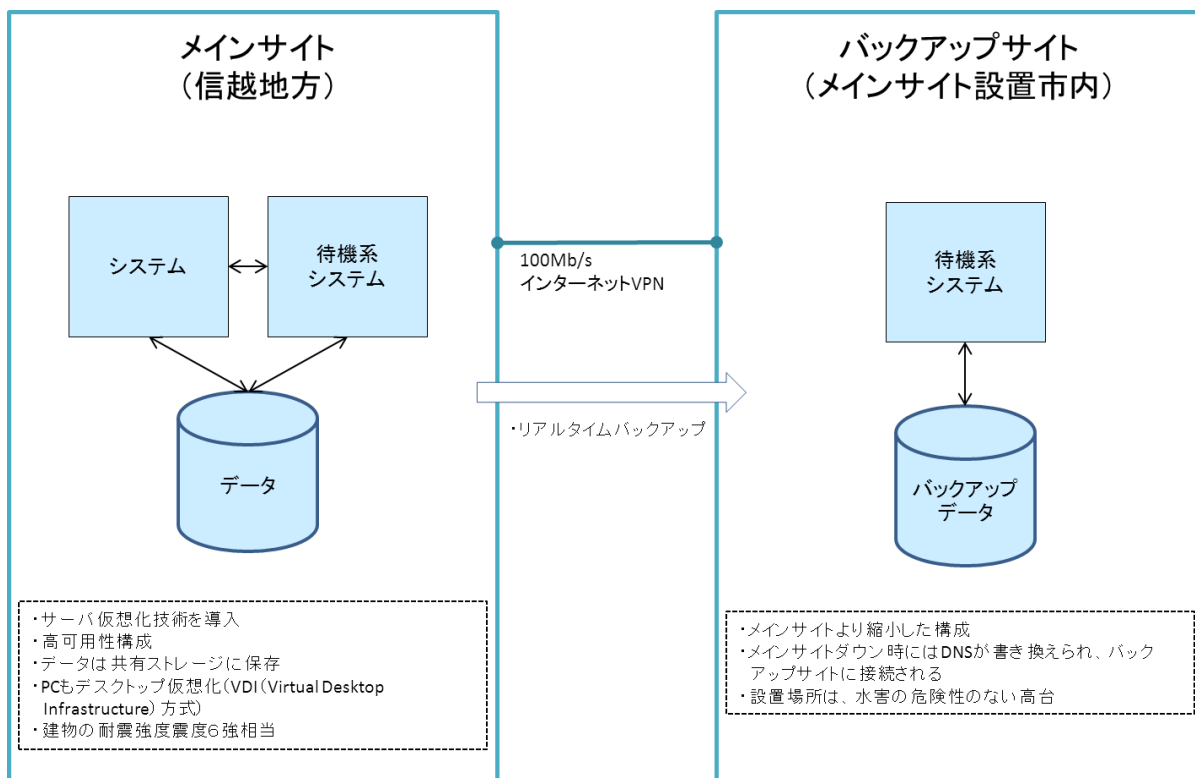 メインサイト
（信越地方）
システム
待機系
システム
データ
・サーバ仮想化技術を導入
・高可用性構成
・データは共有ストレージに保存
・PCもデスクトップ仮想化（VDI（Virtual Desktop
Infrastructure）方式）
・建物の耐震強度震度６強相当
100Mb/s
インターネットVPN
・リアルタイムバックアップ
バックアップサイト
（メインサイト設置市内）
待機系
システム
バックアップ
データ
・メインサイトより縮小した構成
・メインサイトダウン時にはDNSが書き換えられ、バック
アップサイトに接続される
・設置場所は、水害の危険性のない高台